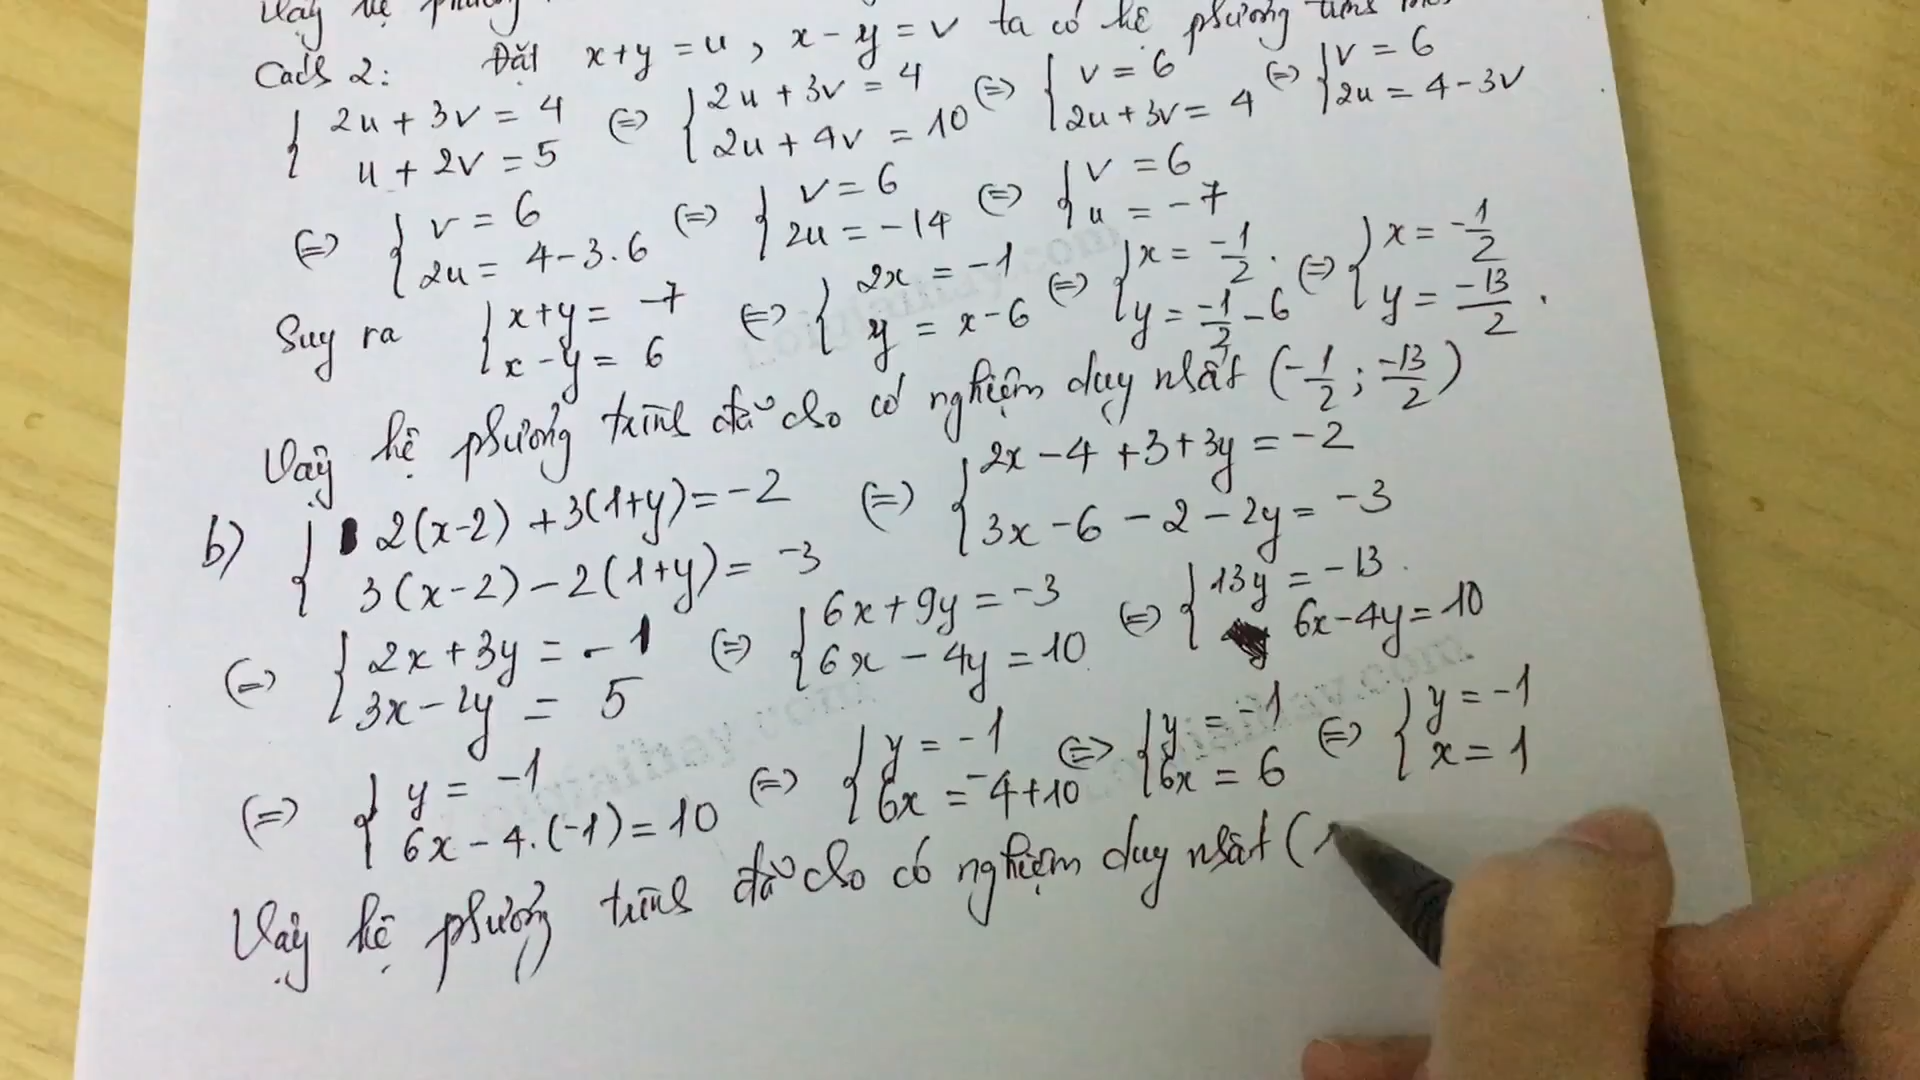 Vậy hệ phương
Cách 2: Đặt x+y = u, x-y = v ta có hệ phương trình mới
{ 2u + 3v = 4 ; u + 2v = 5 (=) { 2u + 3v = 4 ; 2u + 4v = 10 (=) { v = 6 ; 2u + 3v = 4 (=) { v = 6 ; 2u = 4 - 3v
(=) { v = 6 ; 2u = 4 - 3.6 (=) { v = 6 ; 2u = -14 (=) { v = 6 ; u = -7
Suy ra { x+y = -7 ; x-y = 6 (=) { 2x = -1 ; y = x-6 (=) { x = -1/2 ; y = -1/2 - 6 (=) { x = -1/2 ; y = -13/2 .
Vậy hệ phương trình đã cho có nghiệm duy nhất (-1/2 ; -13/2)
b) { 2(x-2) + 3(1+y) = -2 ; 3(x-2) - 2(1+y) = -3 (=) { 2x - 4 + 3 + 3y = -2 ; 3x - 6 - 2 - 2y = -3
(=) { 2x + 3y = -1 ; 3x - 2y = 5 (=) { 6x + 9y = -3 ; 6x - 4y = 10 (=) { 13y = -13 ; 6x - 4y = 10
(=) { y = -1 ; 6x - 4.(-1) = 10 (=) { y = -1 ; 6x = -4 + 10 (=) { y = -1 ; 6x = 6 (=) { y = -1 ; x = 1
Vậy hệ phương trình đã cho có nghiệm duy nhất (1